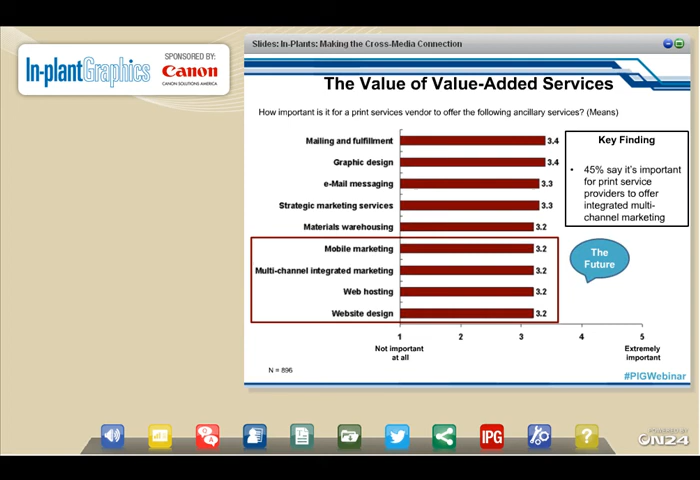 In-plantGraphics
SPONSORED BY:
Canon
CANON SOLUTIONS AMERICA
Slides: In-Plants: Making the Cross-Media Connection
The Value of Value-Added Services
How important is it for a print services vendor to offer the following ancillary services? (Means)
Mailing and fulfillment 3.4
Graphic design 3.4
e-Mail messaging 3.3
Strategic marketing services 3.3
Materials warehousing 3.2
Mobile marketing 3.2
Multi-channel integrated marketing 3.2
Web hosting 3.2
Website design 3.2
1 2 3 4 5
Not important
at all
Extremely
important
Key Finding
• 45% say it's important
for print service
providers to offer
integrated multi-
channel marketing
The
Future
N = 896
#PIGWebinar
Q
A
IPG
?
POWERED BY
ON24